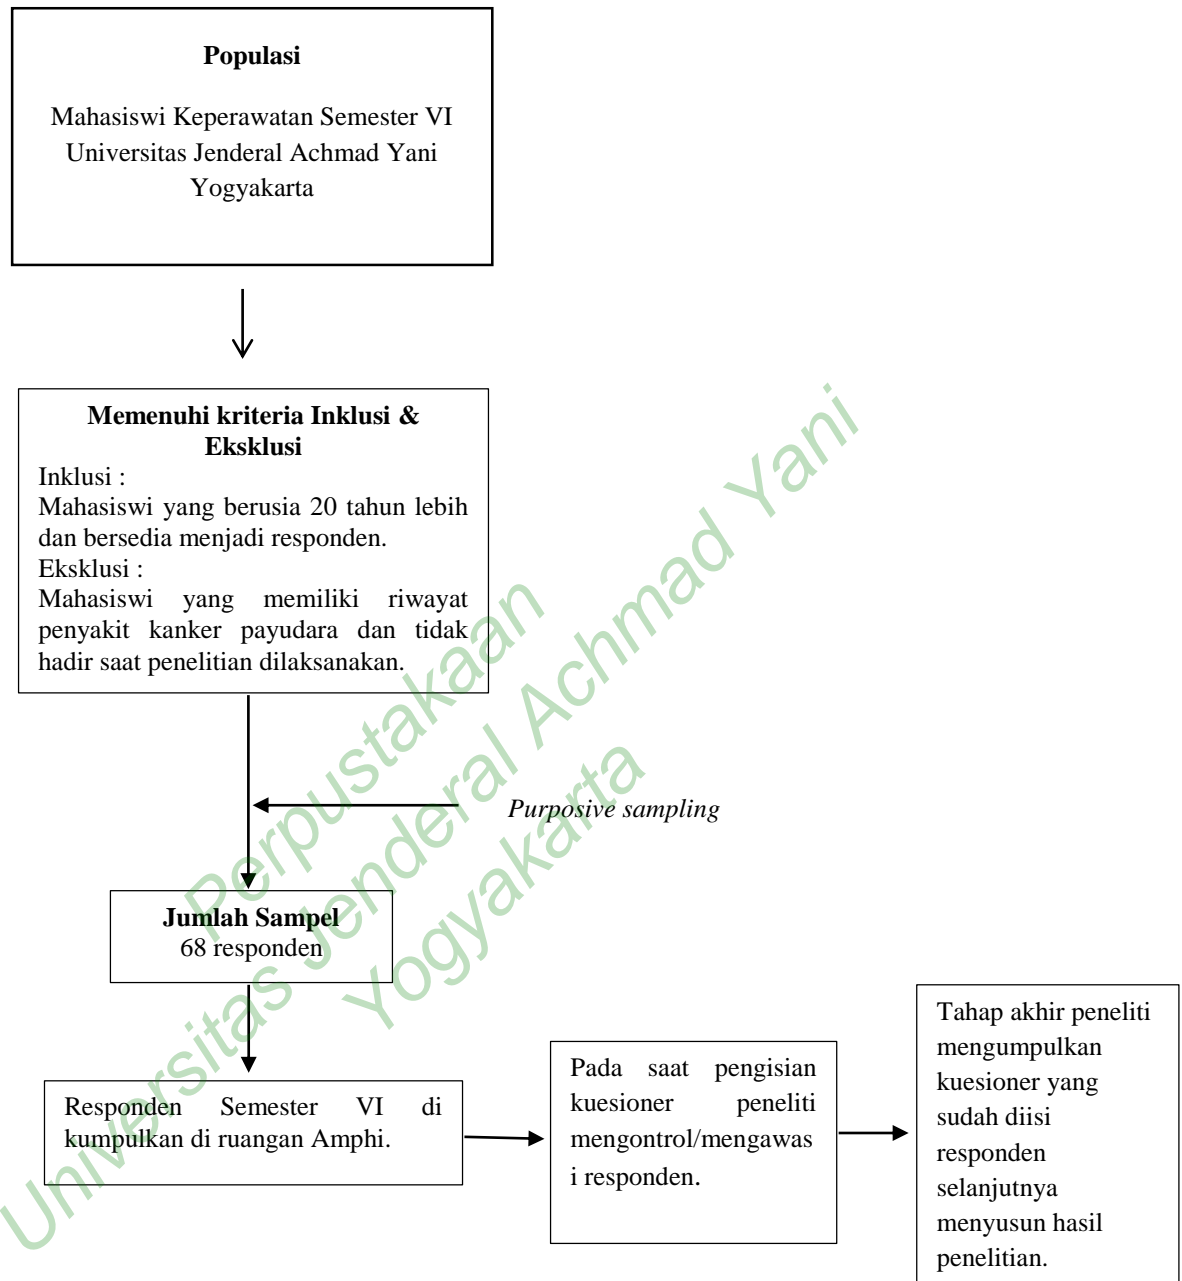 Populasi
Mahasiswi Keperawatan Semester VI
Universitas Jenderal Achmad Yani
Yogyakarta
Memenuhi kriteria Inklusi &
Eksklusi
Inklusi :
Mahasiswi yang berusia 20 tahun lebih
dan bersedia menjadi responden.
Eksklusi :
Mahasiswi yang memiliki riwayat
penyakit kanker payudara dan tidak
hadir saat penelitian dilaksanakan.
Purposive sampling
Jumlah Sampel
68 responden
Responden Semester VI di
kumpulkan di ruangan Amphi.
Pada saat pengisian
kuesioner peneliti
mengontrol/mengawas
i responden.
Tahap akhir peneliti
mengumpulkan
kuesioner yang
sudah diisi
responden
selanjutnya
menyusun hasil
penelitian.
Perpustakaan
Universitas Jenderal Achmad Yani
Yogyakarta